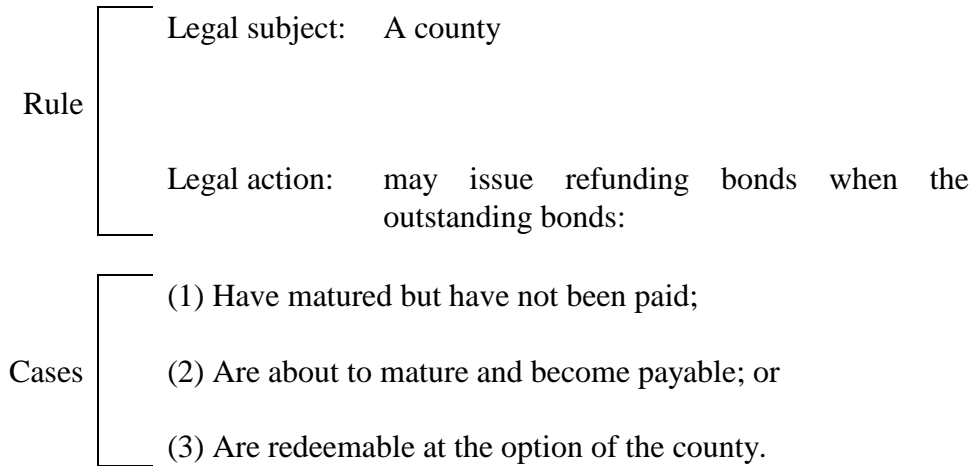 Legal subject: A county
Rule
Legal action: may issue refunding bonds when the
outstanding bonds:
(1) Have matured but have not been paid;
Cases (2) Are about to mature and become payable; or
(3) Are redeemable at the option of the county.